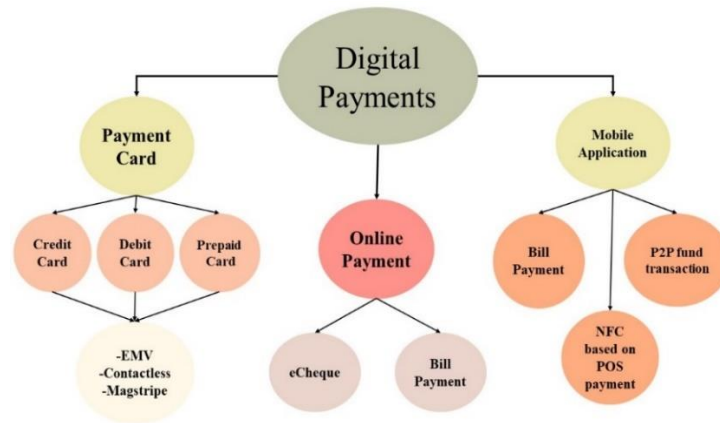 Digital
Payments
Payment
Card
Mobile
Application
Credit
Card
Debit
Card
Prepaid
Card
Online
Payment
Bill
Payment
P2P fund
transaction
-EMV
-Contactless
-Magstripe
eCheque
Bill
Payment
NFC
based on
POS
payment